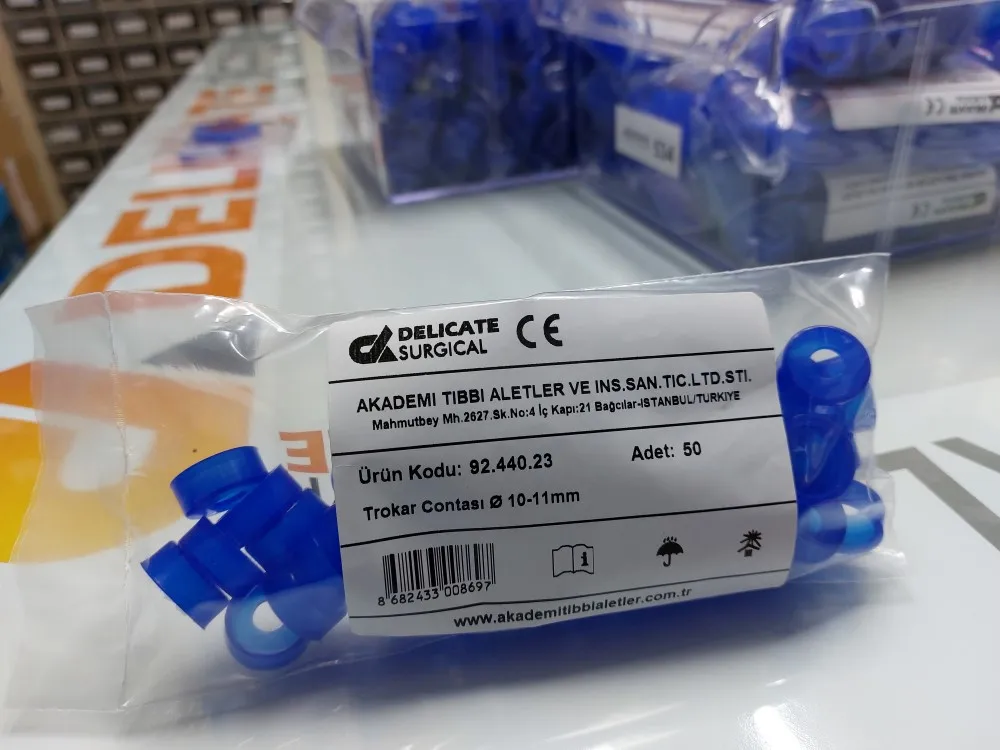 DEL
DELICATE
SURGICAL
CE
AKADEMI TIBBI ALETLER VE INS.SAN.TIC.LTD.STI.
Mahmutbey Mh.2627.Sk.No:4 İç Kapı:21 Bağcılar-ISTANBUL/TURKIYE
Ürün Kodu: 92.440.23
Adet: 50
Trokar Contası Ø 10-11mm
8 682433 008697
www.akademitibbialetler.com.tr